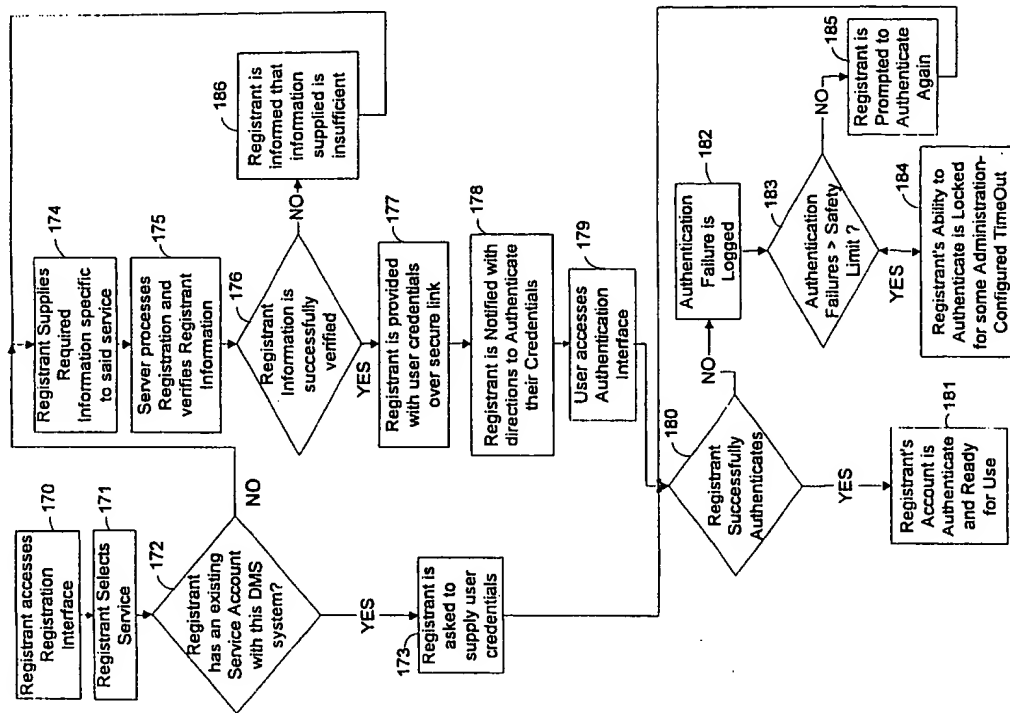 170
Registrant accesses
Registration
Interface
171
Registrant Selects
Service
172
Registrant
has an existing
Service Account
with this DMS
system?
NO
YES
173
Registrant is
asked to
supply user
credentials
174
Registrant Supplies
Required
Information specific
to said service
175
Server processes
Registration and
verifies Registrant
Information
176
Registrant
Information is
successfully
verified
NO
186
Registrant is
informed that
information
supplied is
insufficient
YES
177
Registrant is provided
with user credentials
over secure link
178
Registrant is Notified with
directions to Authenticate
their Credentials
179
User accesses
Authentication
Interface
180
Registrant
Successfully
Authenticates
NO
YES
181
Registrant's
Account is
Authenticate
and Ready
for Use
182
Authentication
Failure is
Logged
183
Authentication
Failures > Safety
Limit ?
NO
YES
184
Registrant's Ability to
Authenticate is Locked
for some Administration-
Configured TimeOut
185
Registrant is
Prompted to
Authenticate
Again